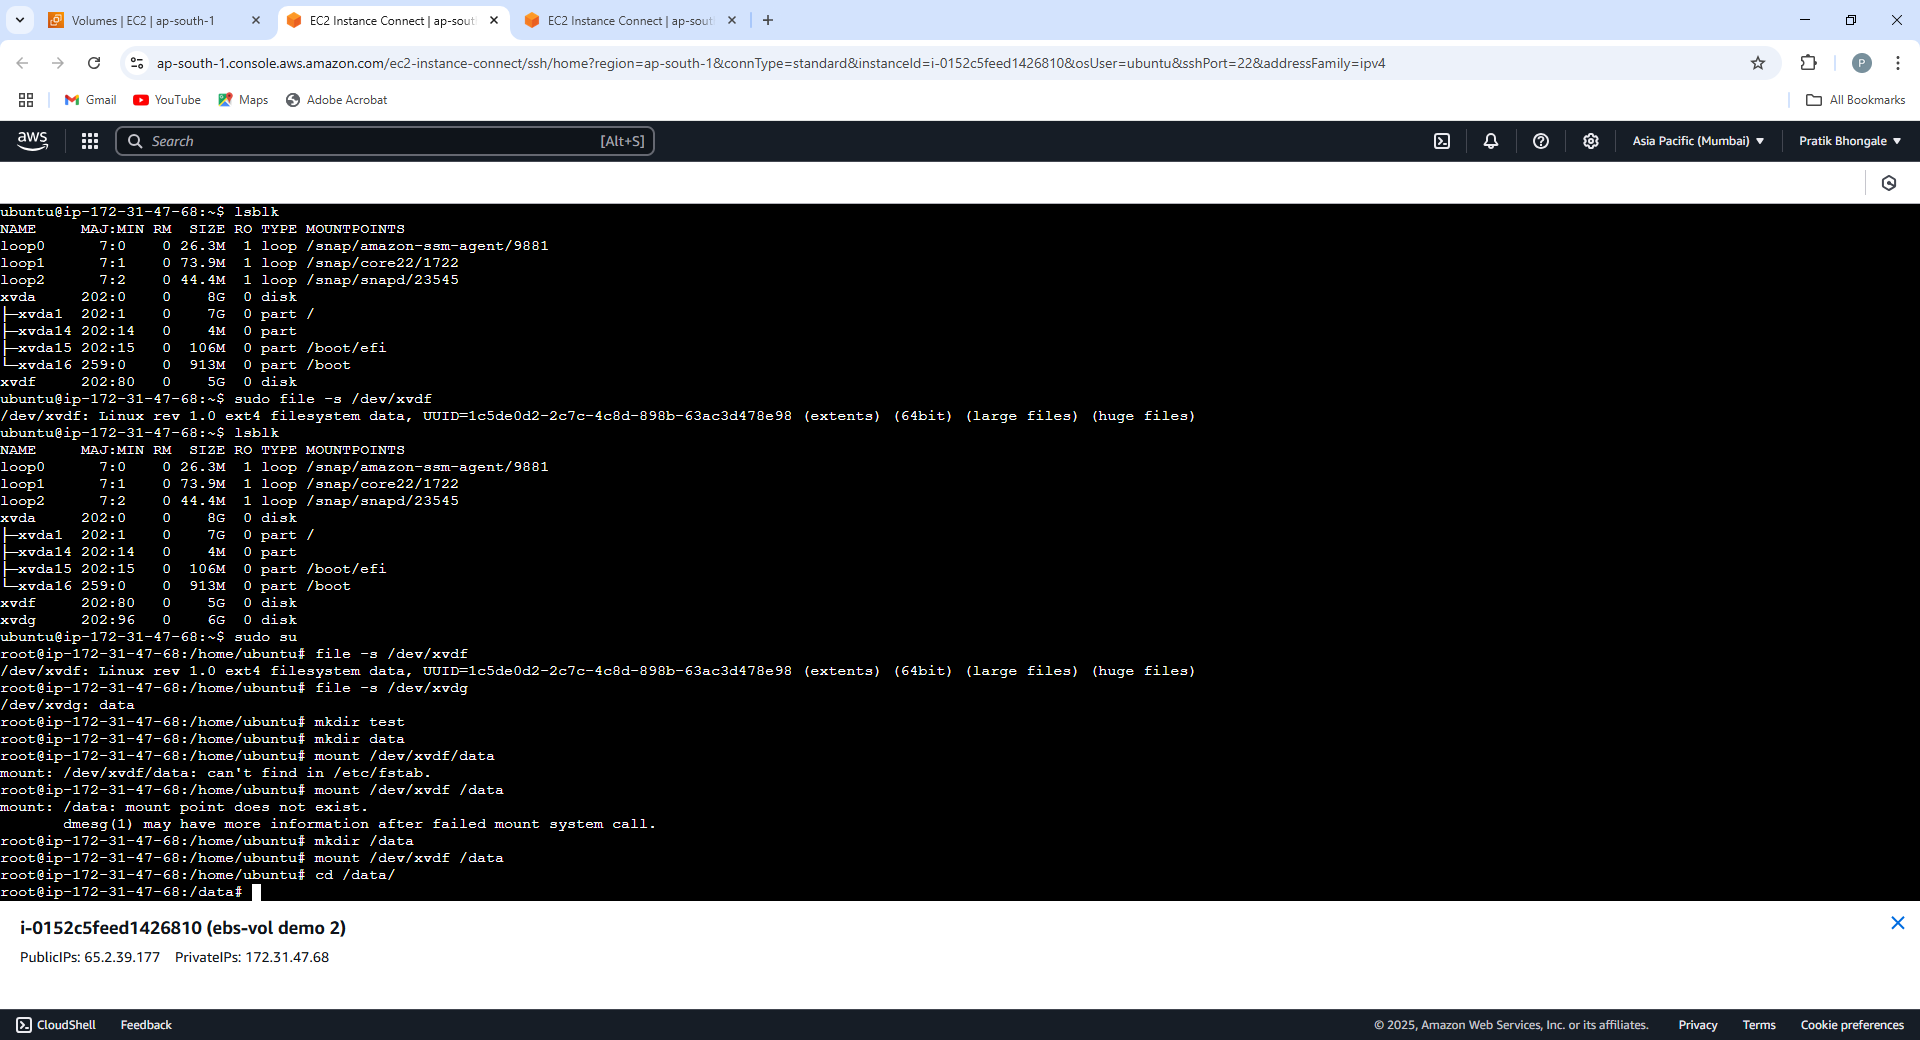 Volumes | EC2 | ap-south-1
EC2 Instance Connect | ap-sout
EC2 Instance Connect | ap-sout
ap-south-1.console.aws.amazon.com/ec2-instance-connect/ssh/home?region=ap-south-1&connType=standard&instanceId=i-0152c5feed1426810&osUser=ubuntu&sshPort=22&addressFamily=ipv4
P
Gmail
YouTube
Maps
Adobe Acrobat
All Bookmarks
aws
Search
[Alt+S]
Asia Pacific (Mumbai)
Pratik Bhongale
ubuntu@ip-172-31-47-68:~$ lsblk
NAME     MAJ:MIN RM  SIZE RO TYPE MOUNTPOINTS
loop0      7:0    0 26.3M  1 loop /snap/amazon-ssm-agent/9881
loop1      7:1    0 73.9M  1 loop /snap/core22/1722
loop2      7:2    0 44.4M  1 loop /snap/snapd/23545
xvda     202:0    0    8G  0 disk
├─xvda1  202:1    0    7G  0 part /
├─xvda14 202:14   0    4M  0 part
├─xvda15 202:15   0  106M  0 part /boot/efi
└─xvda16 259:0    0  913M  0 part /boot
xvdf     202:80   0    5G  0 disk
ubuntu@ip-172-31-47-68:~$ sudo file -s /dev/xvdf
/dev/xvdf: Linux rev 1.0 ext4 filesystem data, UUID=1c5de0d2-2c7c-4c8d-898b-63ac3d478e98 (extents) (64bit) (large files) (huge files)
ubuntu@ip-172-31-47-68:~$ lsblk
NAME     MAJ:MIN RM  SIZE RO TYPE MOUNTPOINTS
loop0      7:0    0 26.3M  1 loop /snap/amazon-ssm-agent/9881
loop1      7:1    0 73.9M  1 loop /snap/core22/1722
loop2      7:2    0 44.4M  1 loop /snap/snapd/23545
xvda     202:0    0    8G  0 disk
├─xvda1  202:1    0    7G  0 part /
├─xvda14 202:14   0    4M  0 part
├─xvda15 202:15   0  106M  0 part /boot/efi
└─xvda16 259:0    0  913M  0 part /boot
xvdf     202:80   0    5G  0 disk
xvdg     202:96   0    6G  0 disk
ubuntu@ip-172-31-47-68:~$ sudo su
root@ip-172-31-47-68:/home/ubuntu# file -s /dev/xvdf
/dev/xvdf: Linux rev 1.0 ext4 filesystem data, UUID=1c5de0d2-2c7c-4c8d-898b-63ac3d478e98 (extents) (64bit) (large files) (huge files)
root@ip-172-31-47-68:/home/ubuntu# file -s /dev/xvdg
/dev/xvdg: data
root@ip-172-31-47-68:/home/ubuntu# mkdir test
root@ip-172-31-47-68:/home/ubuntu# mkdir data
root@ip-172-31-47-68:/home/ubuntu# mount /dev/xvdf/data
mount: /dev/xvdf/data: can't find in /etc/fstab.
root@ip-172-31-47-68:/home/ubuntu# mount /dev/xvdf /data
mount: /data: mount point does not exist.
       dmesg(1) may have more information after failed mount system call.
root@ip-172-31-47-68:/home/ubuntu# mkdir /data
root@ip-172-31-47-68:/home/ubuntu# mount /dev/xvdf /data
root@ip-172-31-47-68:/home/ubuntu# cd /data/
root@ip-172-31-47-68:/data#
i-0152c5feed1426810 (ebs-vol demo 2)
PublicIPs: 65.2.39.177 PrivateIPs: 172.31.47.68
CloudShell
Feedback
© 2025, Amazon Web Services, Inc. or its affiliates.
Privacy
Terms
Cookie preferences